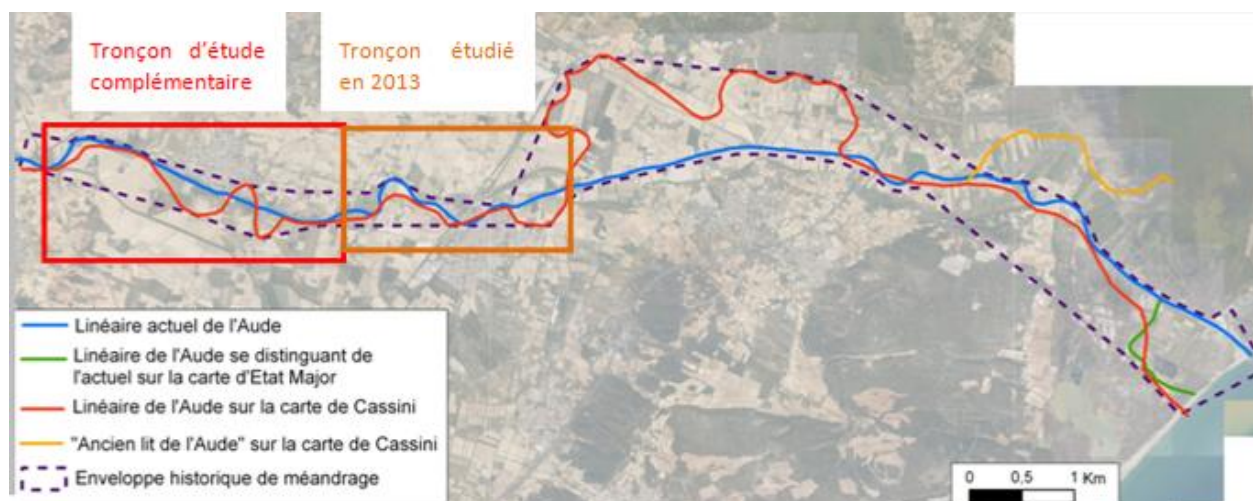 Tronçon d'étude
complémentaire
Tronçon étudié
en 2013
Linéaire actuel de l'Aude
Linéaire de l'Aude se distinguant de
l'actuel sur la carte d'Etat Major
Linéaire de l'Aude sur la carte de Cassini
"Ancien lit de l'Aude" sur la carte de Cassini
Enveloppe historique de méandrage
0 0,5 1 Km